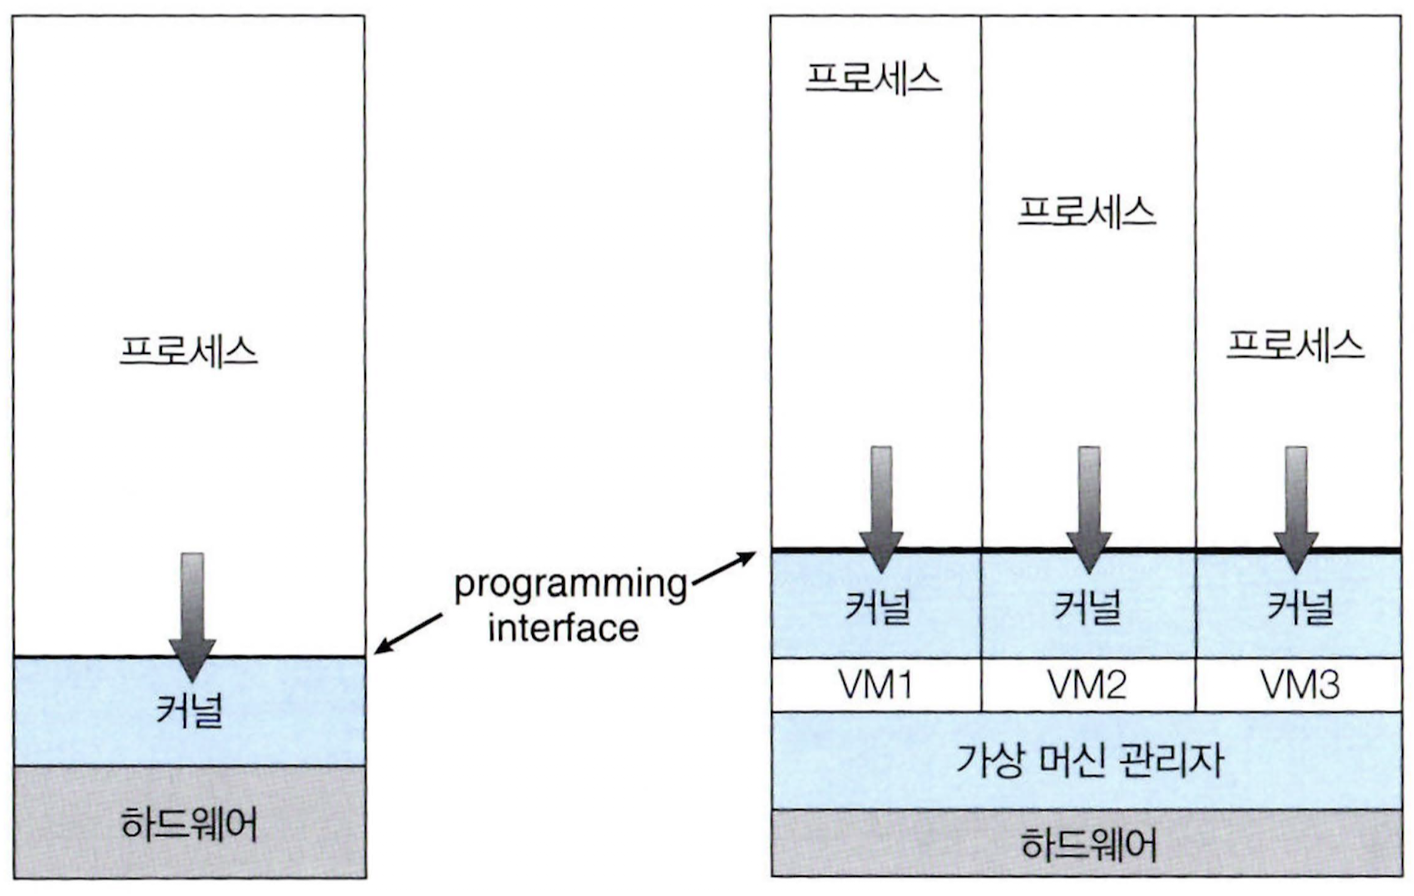 프로세스
커널
하드웨어
programming
interface
프로세스
프로세스
프로세스
커널
커널
커널
VM1
VM2
VM3
가상 머신 관리자
하드웨어